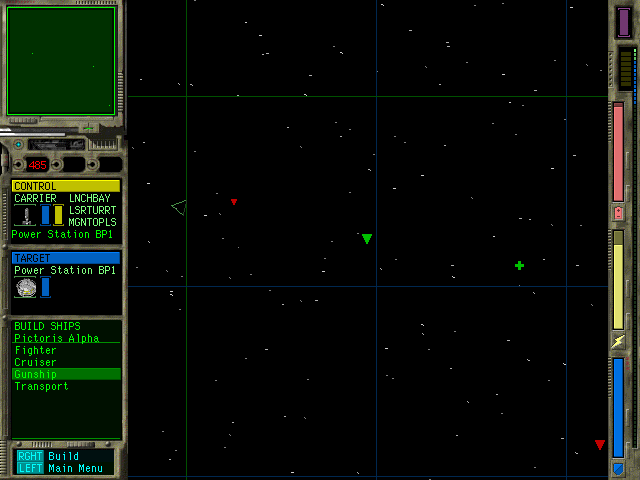 485
CONTROL
CARRIER LNCHBAY
LSRTURRT
MGNTOPLS
Power Station BP1
TARGET
Power Station BP1
BUILD SHIPS
Pictoris Alpha
Fighter
Cruiser
Gunship
Transport
RGHT Build
LEFT Main Menu